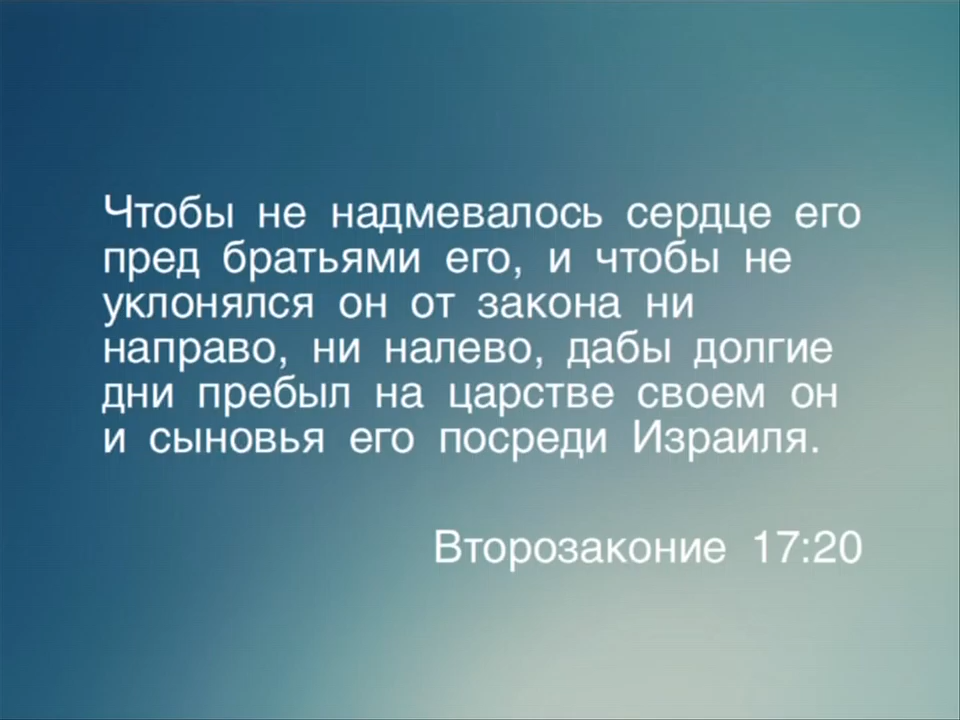 Чтобы не надмевалось сердце его
пред братьями его, и чтобы не
уклонялся он от закона ни
направо, ни налево, дабы долгие
дни пребыл на царстве своем он
и сыновья его посреди Израиля.
Второзаконие 17:20